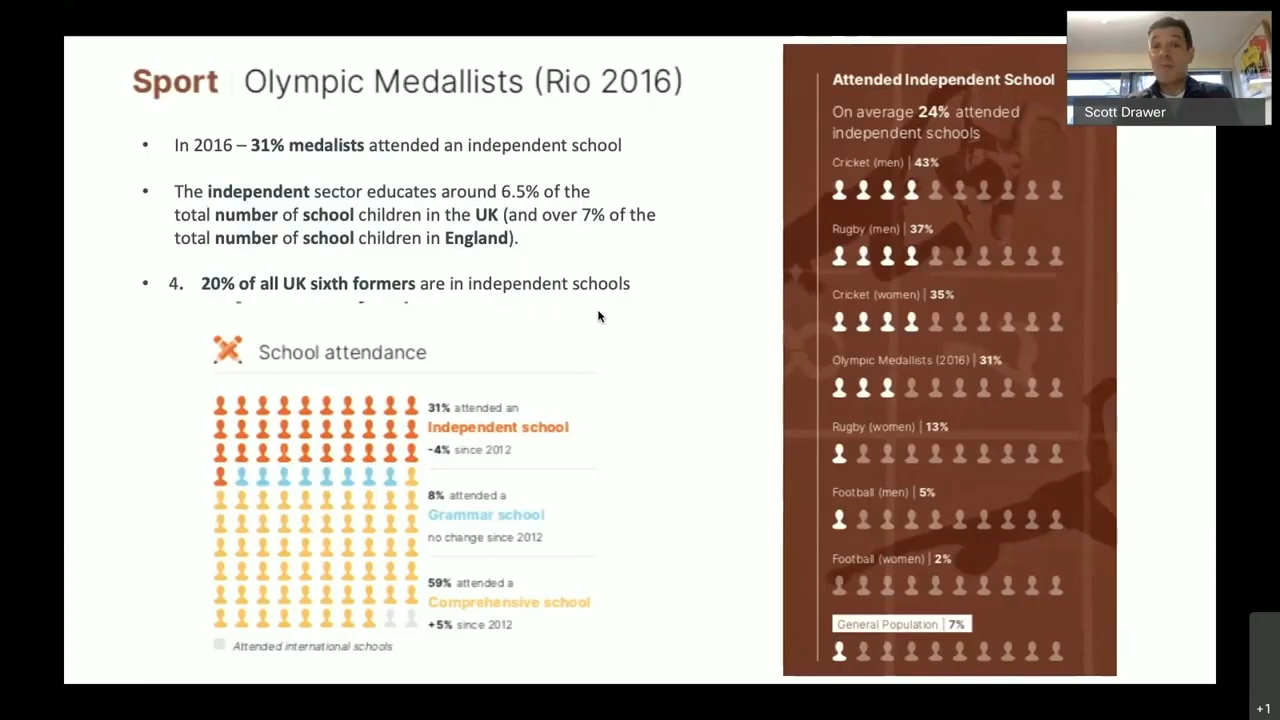 Sport Olympic Medallists (Rio 2016)
• In 2016 – 31% medalists attended an independent school
• The independent sector educates around 6.5% of the
total number of school children in the UK (and over 7% of the
total number of school children in England).
• 4. 20% of all UK sixth formers are in independent schools
School attendance
31% attended an
Independent school
-4% since 2012
8% attended a
Grammar school
no change since 2012
59% attended a
Comprehensive school
+5% since 2012
Attended international schools
Attended Independent School
On average 24% attended
independent schools
Cricket (men) | 43%
Rugby (men) | 37%
Cricket (women) | 35%
Olympic Medallists (2016) | 31%
Rugby (women) | 13%
Football (men) | 5%
Football (women) | 2%
General Population | 7%
Scott Drawer
+1